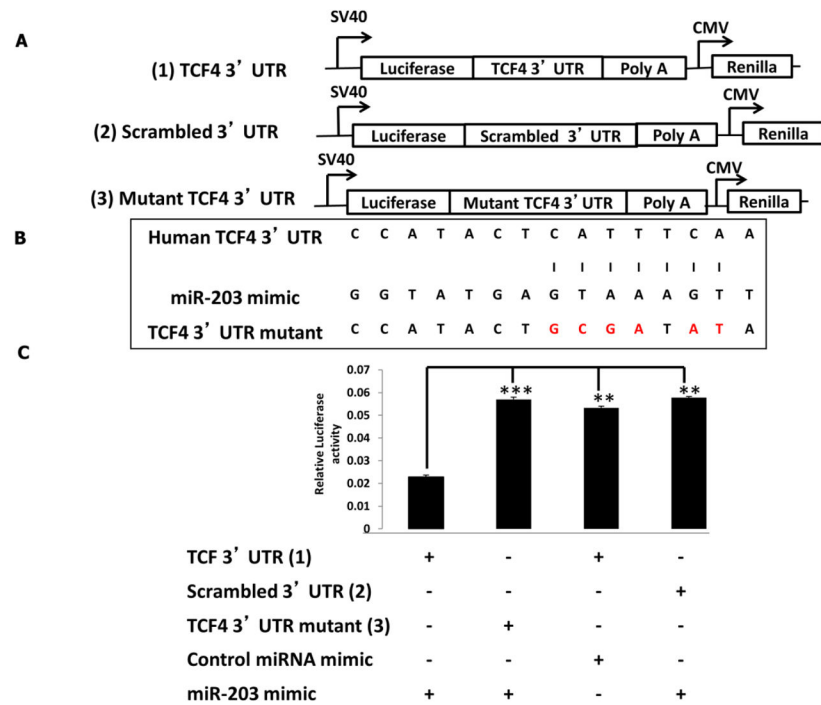 A
SV40
CMV
(1) TCF4 3’ UTR
Luciferase TCF4 3’ UTR Poly A Renilla
SV40
CMV
(2) Scrambled 3’ UTR
Luciferase Scrambled 3’ UTR Poly A Renilla
SV40
CMV
(3) Mutant TCF4 3’ UTR
Luciferase Mutant TCF4 3’ UTR Poly A Renilla
B
Human TCF4 3’ UTR C C A T A C T C A T T T C A A
miR-203 mimic G G T A T G A G T A A A G T T
TCF4 3’ UTR mutant C C A T A C T G C G A T A T A
C
Relative Luciferase
activity
0.07
0.06
0.05
0.04
0.03
0.02
0.01
0
*** ** **
TCF 3’ UTR (1) + - + -
Scrambled 3’ UTR (2) - - - +
TCF4 3’ UTR mutant (3) - + - -
Control miRNA mimic - - + -
miR-203 mimic + + - +